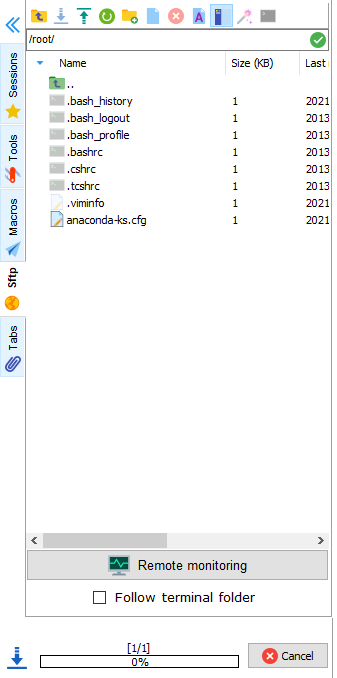 /root/
Name Size (KB) Last
..
.bash_history 1 2021
.bash_logout 1 2013
.bash_profile 1 2013
.bashrc 1 2013
.cshrc 1 2013
.tcshrc 1 2013
.viminfo 1 2021
anaconda-ks.cfg 1 2021
Sessions
Tools
Macros
Sftp
Tabs
Remote monitoring
Follow terminal folder
[1/1]
0%
Cancel